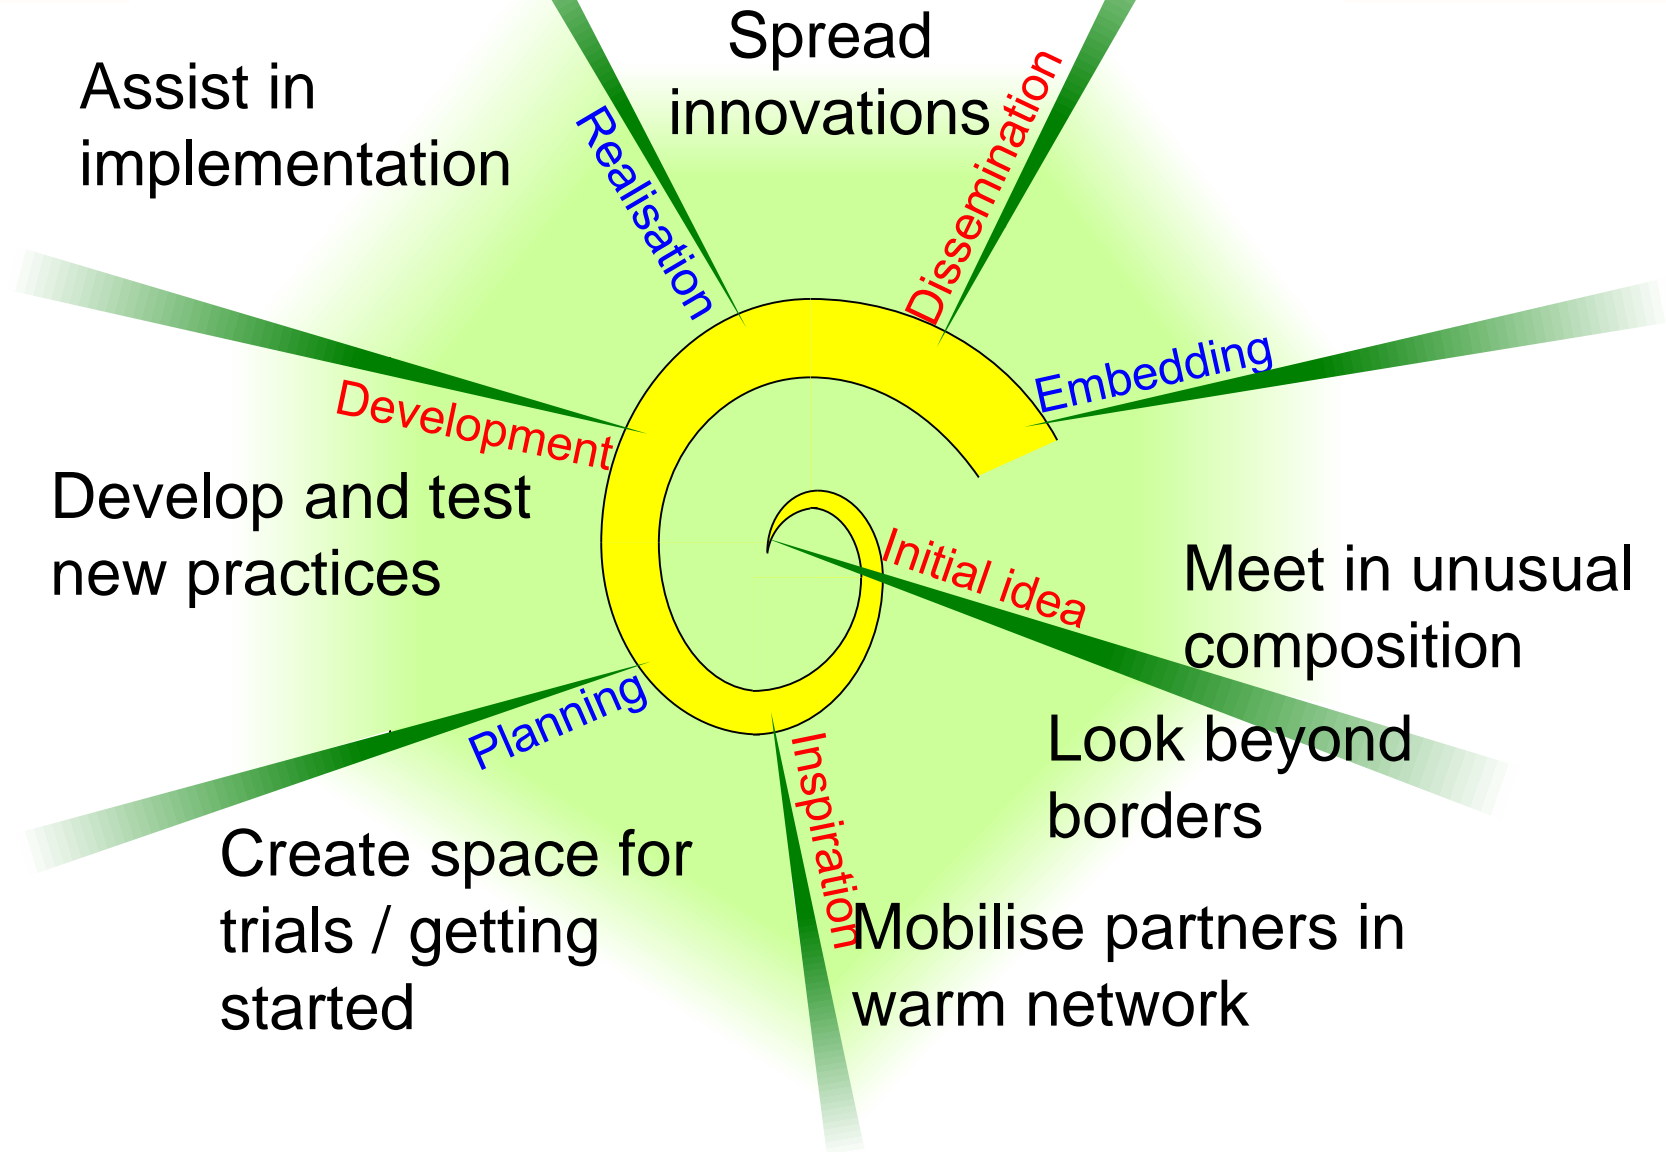 Spread
innovations
Assist in
implementation
Realisation
Dissemination
Embedding
Development
Develop and test
new practices
Initial idea
Meet in unusual
composition
Planning
Look beyond
borders
Inspiration
Create space for
trials / getting
started
Mobilise partners in
warm network